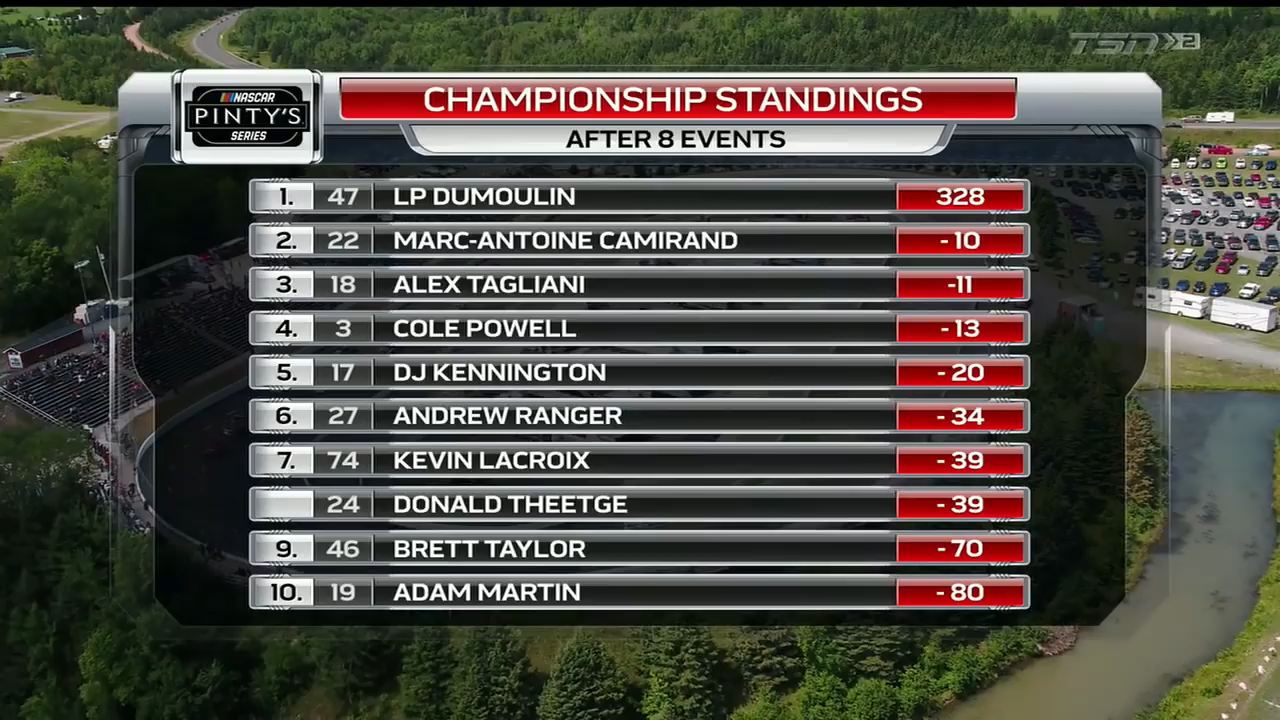 TSN 2
NASCAR
PINTY'S
SERIES
CHAMPIONSHIP STANDINGS
AFTER 8 EVENTS
1. 47 LP DUMOULIN 328
2. 22 MARC-ANTOINE CAMIRAND - 10
3. 18 ALEX TAGLIANI -11
4. 3 COLE POWELL - 13
5. 17 DJ KENNINGTON - 20
6. 27 ANDREW RANGER - 34
7. 74 KEVIN LACROIX - 39
24 DONALD THEETGE - 39
9. 46 BRETT TAYLOR - 70
10. 19 ADAM MARTIN - 80